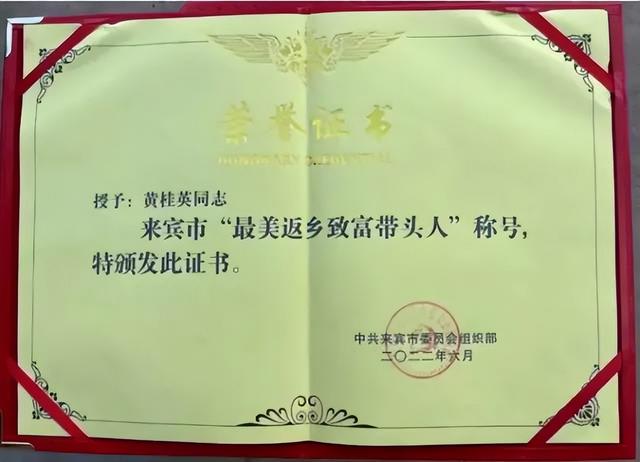 荣誉证书
HONORARY CREDENTIAL
授予：黄桂英同志
来宾市“最美返乡致富带头人”称号，
特颁发此证书。
中共来宾市委员会组织部
二〇二二年六月